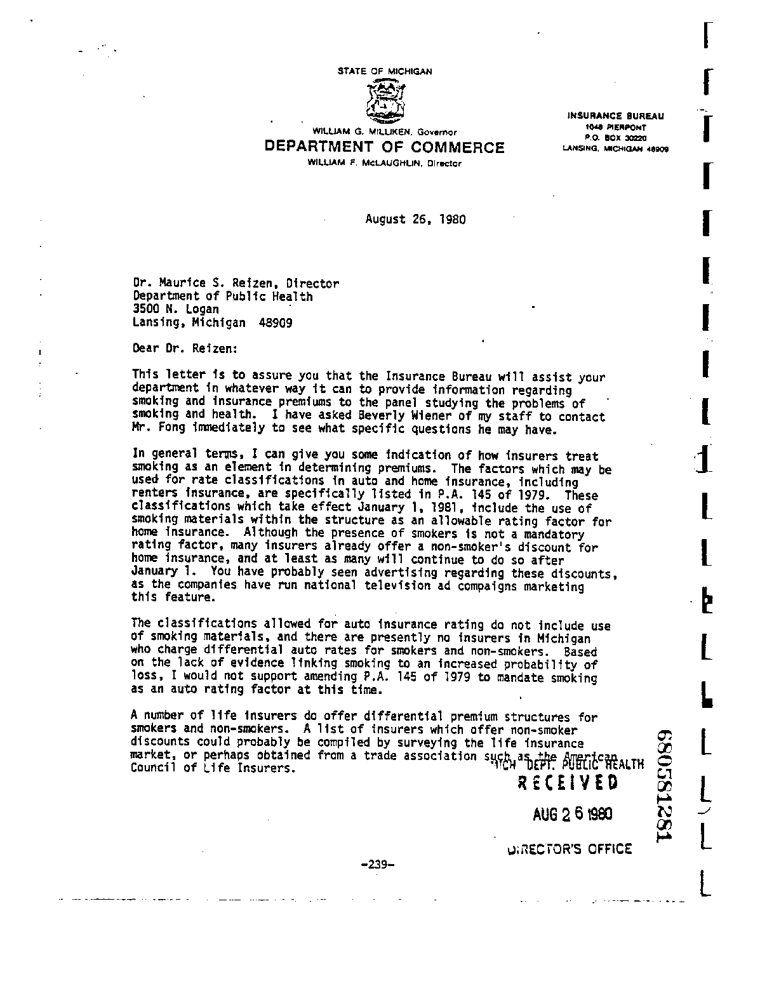 STATE OF MICHIGAN
WILLIAM G. MILLIKEN, Governor
DEPARTMENT OF COMMERCE
WILLIAM F. McLAUGHLIN, Director
INSURANCE BUREAU
1048 PIERPONT
P.O. BOX 30220
LANSING, MICHIGAN 48909
August 26, 1980
Dr. Maurice S. Reizen, Director
Department of Public Health
3500 N. Logan
Lansing, Michigan 48909
Dear Dr. Reizen:
This letter is to assure you that the Insurance Bureau will assist your
department in whatever way it can to provide information regarding
smoking and insurance premiums to the panel studying the problems of
smoking and health. I have asked Beverly Wiener of my staff to contact
Mr. Fong immediately to see what specific questions he may have.
In general terms, I can give you some indication of how insurers treat
smoking as an element in determining premiums. The factors which may be
used for rate classifications in auto and home insurance, including
renters insurance, are specifically listed in P.A. 145 of 1979. These
classifications which take effect January 1, 1981, include the use of
smoking materials within the structure as an allowable rating factor for
home insurance. Although the presence of smokers is not a mandatory
rating factor, many insurers already offer a non-smoker's discount for
home insurance, and at least as many will continue to do so after
January 1. You have probably seen advertising regarding these discounts,
as the companies have run national television ad campaigns marketing
this feature.
The classifications allowed for auto insurance rating do not include use
of smoking materials, and there are presently no insurers in Michigan
who charge differential auto rates for smokers and non-smokers. Based
on the lack of evidence linking smoking to an increased probability of
loss, I would not support amending P.A. 145 of 1979 to mandate smoking
as an auto rating factor at this time.
A number of life insurers do offer differential premium structures for
smokers and non-smokers. A list of insurers which offer non-smoker
discounts could probably be compiled by surveying the life insurance
market, or perhaps obtained from a trade association such as the American
Council of Life Insurers.
DEPT. PUBLIC HEALTH
RECEIVED
AUG 26 1980
DIRECTOR'S OFFICE
680581281
-239-